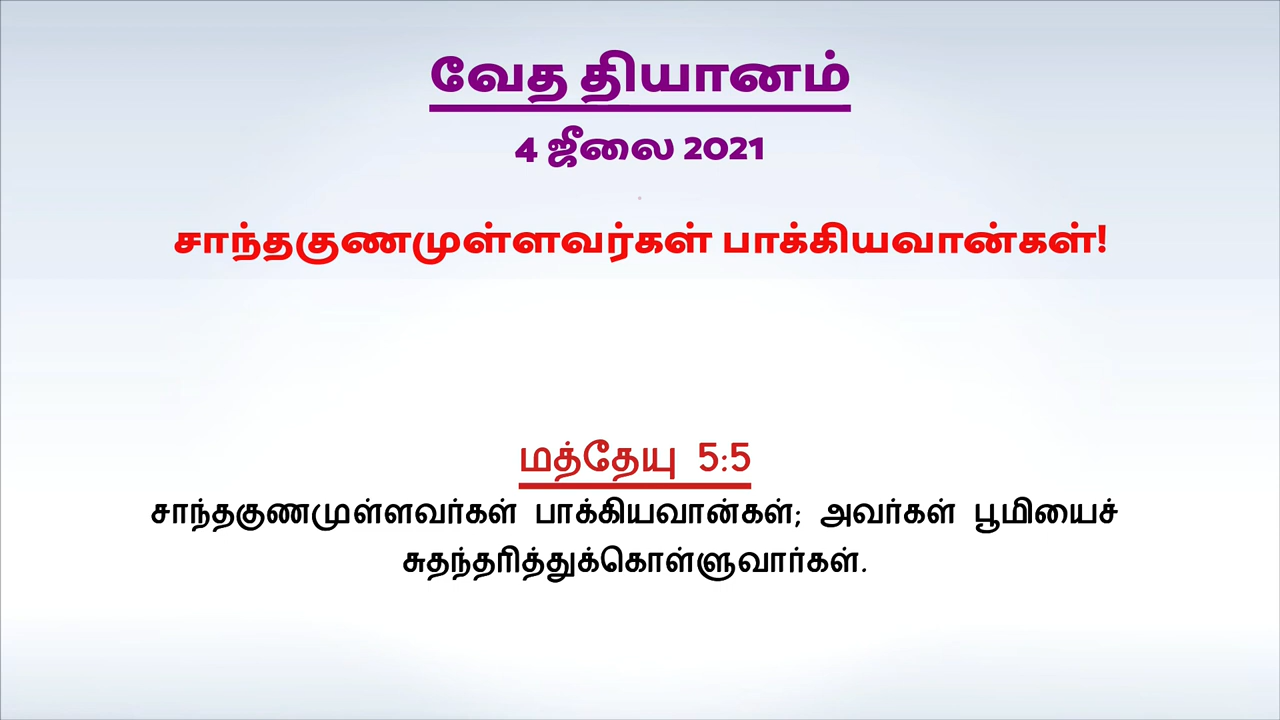 வேத தியானம்
4 ஜீலை 2021
சாந்தகுணமுள்ளவர்கள் பாக்கியவான்கள்!
மத்தேயு 5:5
சாந்தகுணமுள்ளவர்கள் பாக்கியவான்கள்; அவர்கள் பூமியைச்
சுதந்தரித்துக்கொள்ளுவார்கள்.